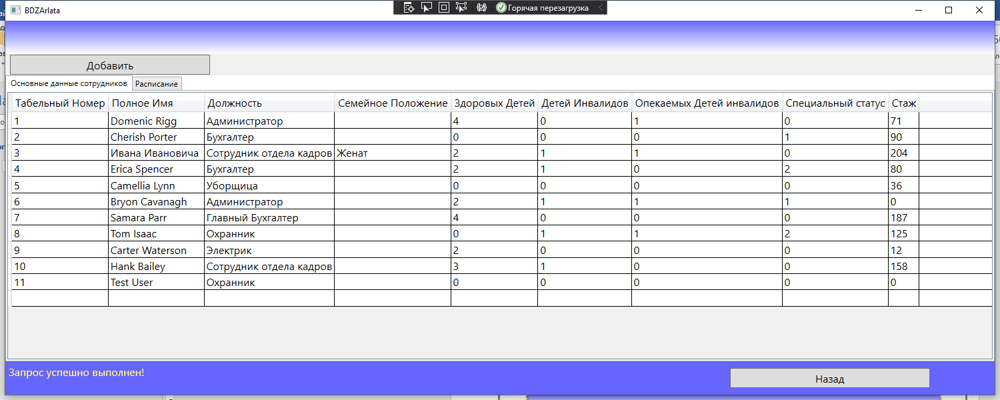 BDZArlata
Горячая перезагрузка
Добавить
Основные данные сотрудников Расписание
Табельный Номер Полное Имя Должность Семейное Положение Здоровых Детей Детей Инвалидов Опекаемых Детей инвалидов Специальный статус Стаж
1 Domenic Rigg Администратор 4 0 1 0 71
2 Cherish Porter Бухгалтер 0 0 0 1 90
3 Ивана Ивановича Сотрудник отдела кадров Женат 2 1 1 0 204
4 Erica Spencer Бухгалтер 2 1 0 2 80
5 Camellia Lynn Уборщица 0 0 0 0 36
6 Bryon Cavanagh Администратор 2 1 1 1 0
7 Samara Parr Главный Бухгалтер 4 0 0 0 187
8 Tom Isaac Охранник 0 1 1 2 125
9 Carter Waterson Электрик 2 0 0 0 12
10 Hank Bailey Сотрудник отдела кадров 3 1 0 0 158
11 Test User Охранник 0 0 0 0 0
Запрос успешно выполнен!
Назад